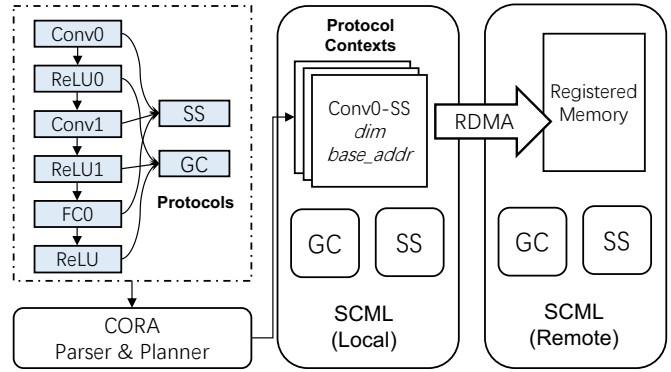 Conv0
ReLU0
Conv1
ReLU1
FC0
ReLU
SS
GC
Protocols
CORA
Parser & Planner
Protocol
Contexts
Conv0-SS
dim
base_addr
GC
SS
SCML
(Local)
RDMA
Registered
Memory
GC
SS
SCML
(Remote)